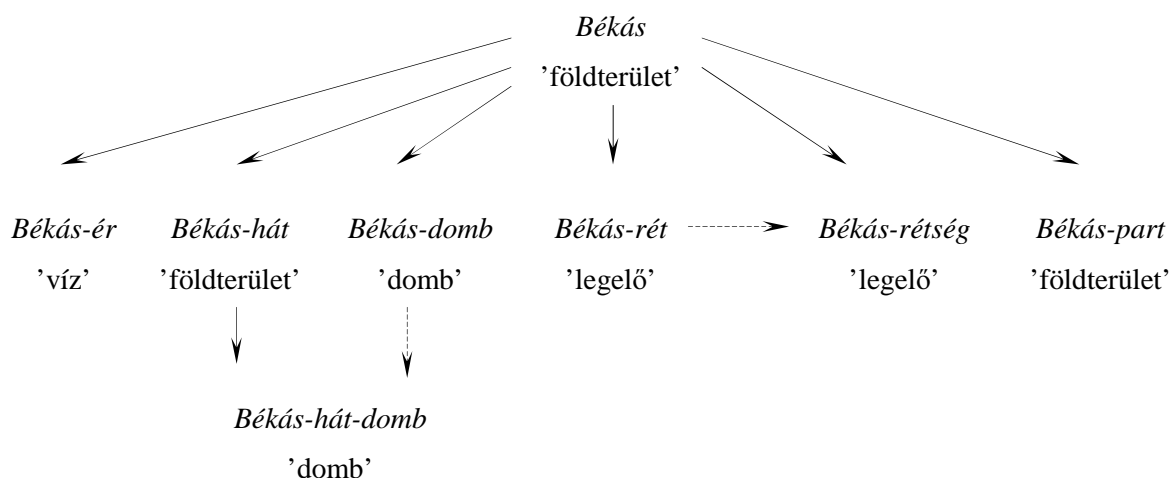 Békás
’földterület’
Békás-ér Békás-hát Békás-domb Békás-rét Békás-rétség Békás-part
’víz’ ’földterület’ ’domb’ ’legelő’ ’legelő’ ’földterület’
Békás-hát-domb
’domb’